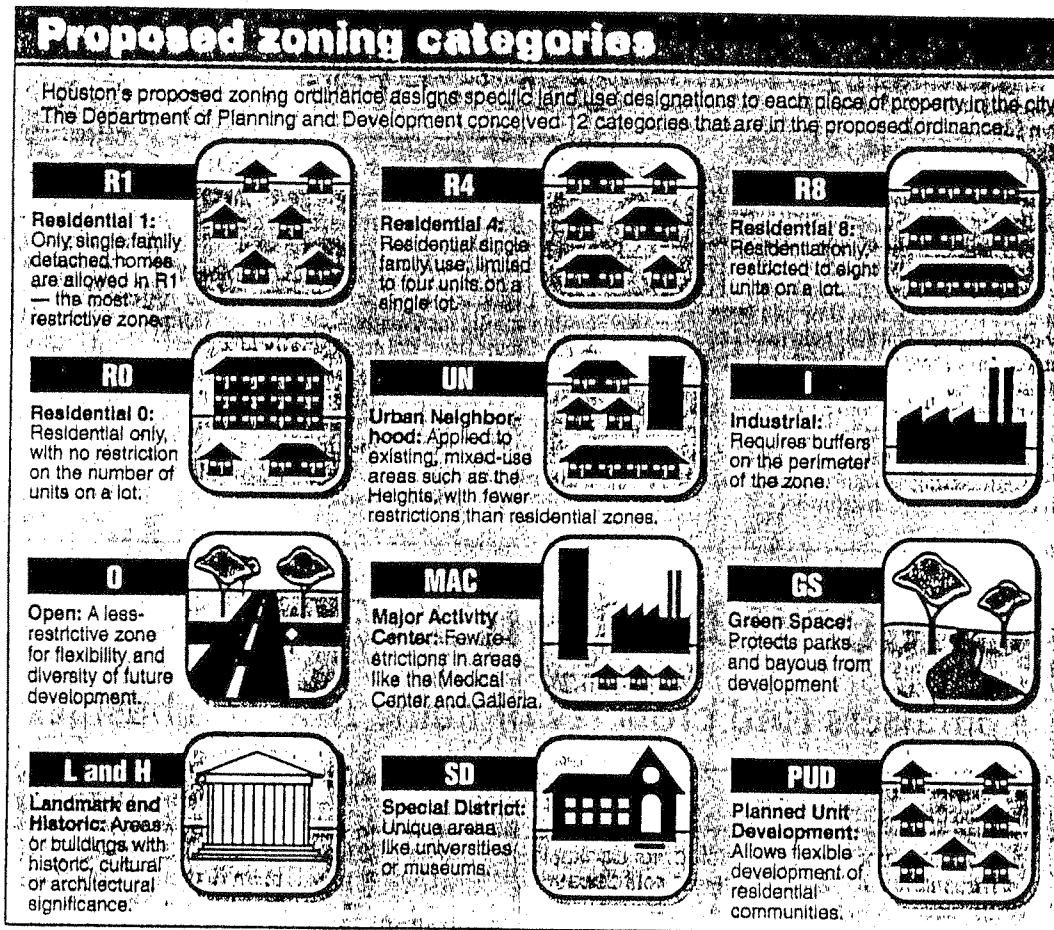 Proposed zoning categories
Houston's proposed zoning ordinance assigns specific land use designations to each piece of property in the city
The Department of Planning and Development conceived 12 categories that are in the proposed ordinance.
R1
Residential 1:
Only single family
detached homes
are allowed in R1
— the most
restrictive zone.
R4
Residential 4:
Residential single
family use, limited
to four units on a
single lot.
R8
Residential 8:
Residential only,
restricted to eight
units on a lot.
R0
Residential 0:
Residential only,
with no restriction
on the number of
units on a lot.
UN
Urban Neighbor-
hood: Applied to
existing, mixed-use
areas such as the
Heights, with fewer
restrictions than residential zones.
I
Industrial:
Requires buffers
on the perimeter
of the zone.
O
Open: A less-
restrictive zone
for flexibility and
diversity of future
development.
MAC
Major Activity
Center: Few re-
strictions in areas
like the Medical
Center and Galleria.
GS
Green Space:
Protects parks
and bayous from
development
L and H
Landmark and
Historic: Areas
or buildings with
historic, cultural
or architectural
significance.
SD
Special District:
Unique areas
like universities
or museums.
PUD
Planned Unit
Development:
Allows flexible
development of
residential
communities.